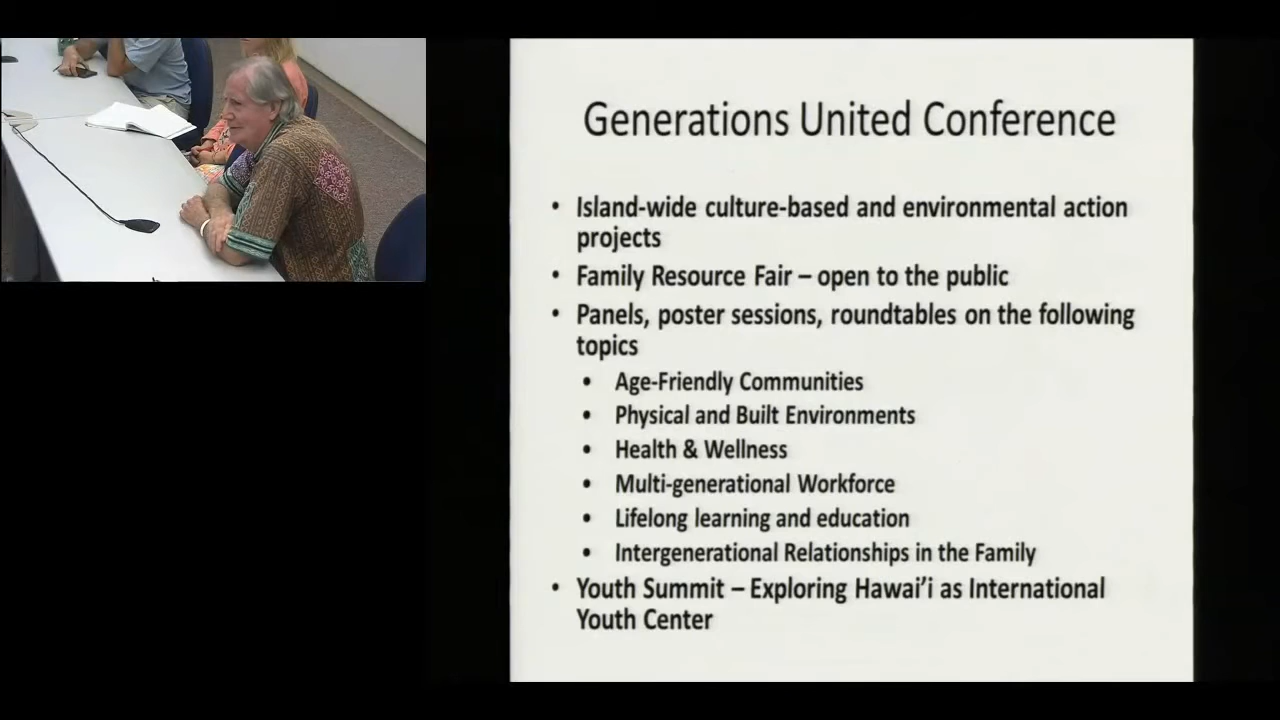 Generations United Conference
• Island-wide culture-based and environmental action
projects
• Family Resource Fair – open to the public
• Panels, poster sessions, roundtables on the following
topics
• Age-Friendly Communities
• Physical and Built Environments
• Health & Wellness
• Multi-generational Workforce
• Lifelong learning and education
• Intergenerational Relationships in the Family
• Youth Summit – Exploring Hawai’i as International
Youth Center